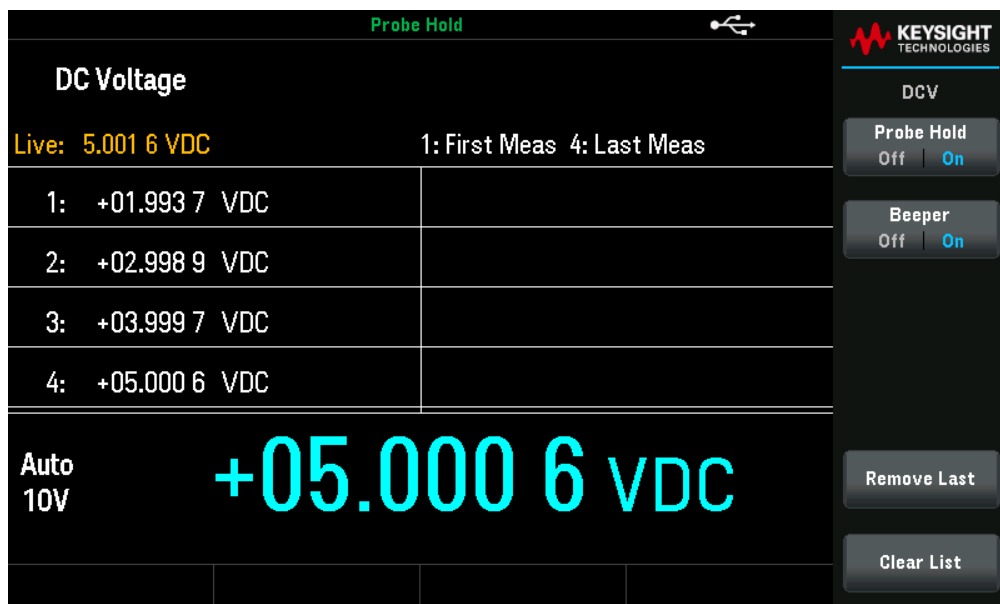 Probe Hold
KEYSIGHT
TECHNOLOGIES
DC Voltage
DCV
Live: 5.001 6 VDC
1: First Meas 4: Last Meas
Probe Hold
Off On
1: +01.993 7 VDC
Beeper
Off On
2: +02.998 9 VDC
3: +03.999 7 VDC
4: +05.000 6 VDC
Auto
10V
+05.000 6 VDC
Remove Last
Clear List